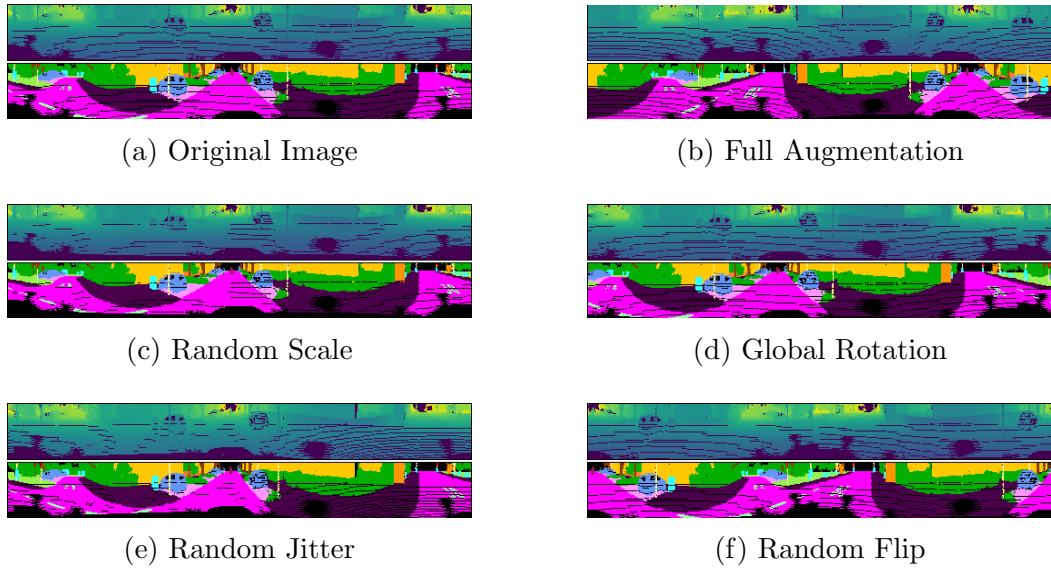 (a) Original Image
(b) Full Augmentation
(c) Random Scale
(d) Global Rotation
(e) Random Jitter
(f) Random Flip